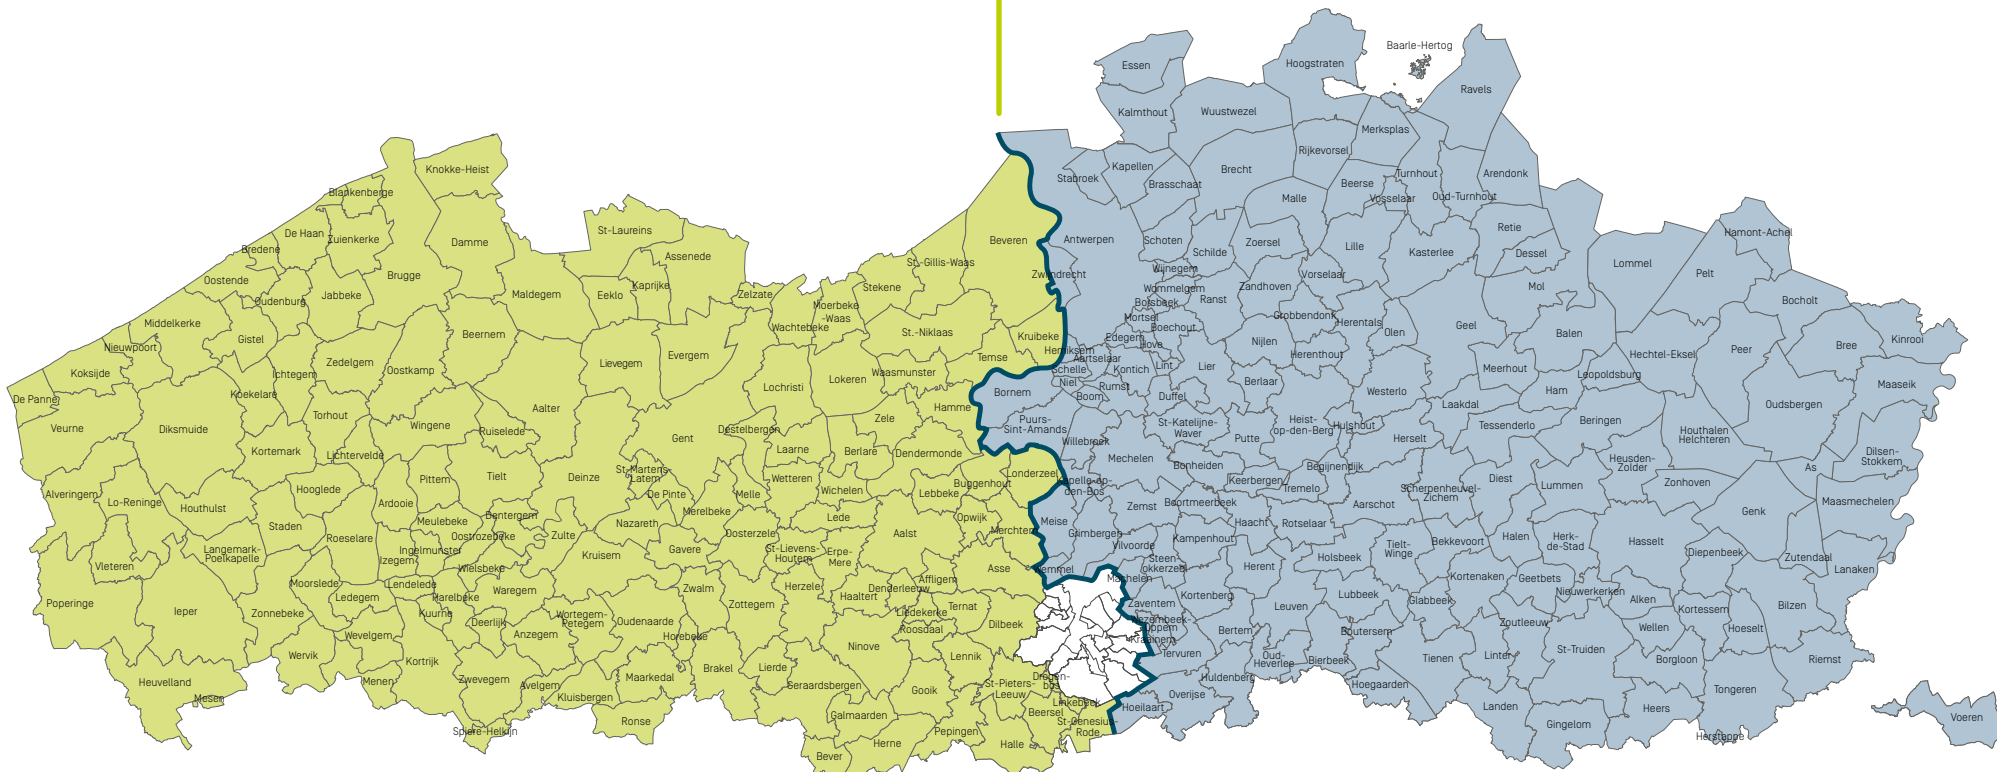 Baarle-Hertog
Essen
Hoogstraten
Ravels
Kalmthout
Wuustwezel
Merksplas
Rijkevorsel
Knokke-Heist
Kapellen
Brecht
Stabroek
Brasschaat
Turnhout
Arendonk
Beerse
Blankenberge
Malle
Vosselaar
Oud-Turnhout
De Haan
Zuienkerke
St-Laureins
Retie
Hamont-Achel
Damme
Beveren
Antwerpen
Schoten
Zoersel
Lille
Bredene
Schilde
Kasterlee
Dessel
Assenede
St.-Gillis-Waas
Lommel
Brugge
Zwijndrecht
Wijnegem
Vorselaar
Pelt
Oostende
Kaprijke
Stekene
Wommelgem
Zandhoven
Mol
Oudenburg
Jabbeke
Maldegem
Eeklo
Zelzate
Borsbeek
Ranst
Bocholt
Moerbeke
-Waas
Middelkerke
Wachtebeke
Mortsel
Grobbendonk
Herentals
Geel
Gistel
Beernem
St.-Niklaas
Kruibeke
Edegem
Boechout
Olen
Balen
Kinrooi
Nieuwpoort
Hemiksem
Hove
Nijlen
Bree
Zedelgem
Lievegem
Evergem
Temse
Aartselaar
Herenthout
Hechtel-Eksel
Peer
Koksijde
Ichtegem
Oostkamp
Waasmunster
Schelle
Kontich
Lint
Lier
Meerhout
Leopoldsburg
Lochristi
Lokeren
Niel
Rumst
Berlaar
Maaseik
De Panne
Koekelare
Bornem
Boom
Duffel
Westerlo
Ham
Torhout
Aalter
Hamme
Laakdal
Oudsbergen
Veurne
Diksmuide
Wingene
Ruiselede
Destelbergen
Zele
Puurs-
Sint-Amands
St-Katelijne-
Waver
Heist-
op-den-Berg
Hulshout
Tessenderlo
Beringen
Houthalen
Helchteren
Gent
Willebroek
Putte
Herselt
Kortemark
Lichtervelde
Laarne
Berlare
Dendermonde
Mechelen
Bonheiden
Begijnendijk
Heusden-
Zolder
As
Dilsen-
Stokkem
Pittem
Tielt
Deinze
St-Martens-
Latem
Wetteren
Londerzeel
Kapelle-op-
den-Bos
Keerbergen
Tremelo
Scherpenheuvel-
Zichem
Diest
Lummen
Zonhoven
Alveringem
Lo-Reninge
Hooglede
De Pinte
Melle
Wichelen
Lebbeke
Buggenhout
Ardooie
Houthulst
Merelbeke
Boortmeerbeek
Aarschot
Maasmechelen
Zemst
Genk
Meulebeke
Dentergem
Nazareth
Lede
Opwijk
Meise
Haacht
Rotselaar
Staden
Roeselare
Oostrozebeke
Zulte
Oosterzele
Aalst
Merchtem
Grimbergen
Kampenhout
Bekkevoort
Halen
Herk-
de-Stad
Hasselt
Langemark-
Poelkapelle
Ingelmunster
Izegem
Kruisem
Gavere
St-Lievens-
Houtem
Erpe-
Mere
Vilvoorde
Steen-
okkerzeel
Holsbeek
Tielt-
Winge
Diepenbeek
Zutendaal
Vleteren
Wielsbeke
Asse
Wemmel
Herent
Lanaken
Moorslede
Lendelede
Waregem
Zwalm
Herzele
Denderleeuw
Affligem
Machelen
Kortenaken
Geetbets
Poperinge
Ieper
Zonnebeke
Ledegem
Harelbeke
Kuurne
Haaltert
Kortenberg
Lubbeek
Nieuwerkerken
Zottegem
Liedekerke
Ternat
Zaventem
Leuven
Glabbeek
Alken
Kortessem
Bilzen
Wortegem-
Petegem
Oudenaarde
Deerlijk
Roosdaal
Dilbeek
Wezembeek-
Oppem
Bertem
Boutersem
Zoutleeuw
Wellen
Hoeselt
Wevelgem
Anzegem
Horebeke
Kraainem
Wervik
Kortrijk
Ninove
Lennik
Tervuren
Oud-
Heverlee
Bierbeek
Tienen
Linter
St-Truiden
Borgloon
Riemst
Heuvelland
Menen
Zwevegem
Maarkedal
Brakel
Lierde
Geraardsbergen
Gooik
St-Pieters-
Leeuw
Drogen-
bos
Huldenberg
Hoegaarden
Tongeren
Mesen
Avelgem
Kluisbergen
Linkebeek
Overijse
Hoeilaart
Landen
Heers
Voeren
Ronse
Galmaarden
Beersel
St-Genesius-
Rode
Gingelom
Spiere-Helkijn
Pepingen
Herstappe
Herne
Halle
Bever